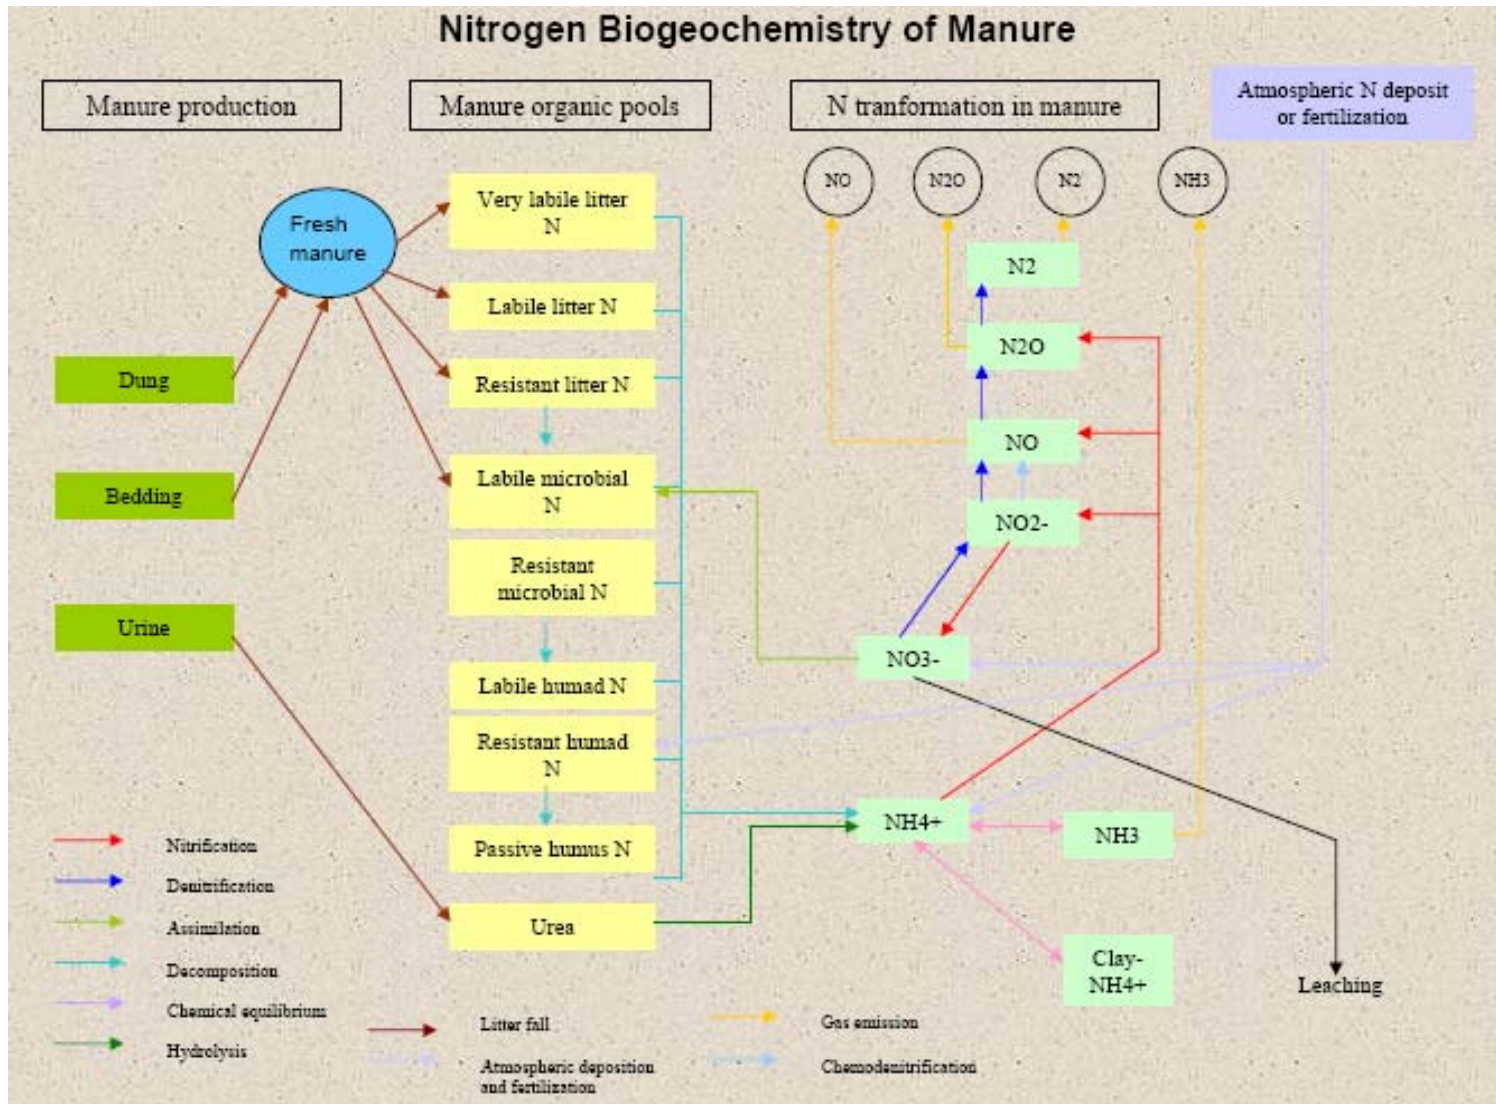 Nitrogen Biogeochemistry of Manure
Manure production
Manure organic pools
N tranformation in manure
Atmospheric N deposit
or fertilization
NO
N2O
N2
NH3
Fresh
manure
Very labile litter
N
Labile litter N
Resistant litter N
Labile microbial
N
Resistant
microbial N
Labile humad N
Resistant humad
N
Passive humus N
Urea
Dung
Bedding
Urine
N2
N2O
NO
NO2-
NO3-
NH4+
NH3
Clay-
NH4+
Leaching
Nitrification
Denitrification
Assimilation
Decomposition
Chemical equilibrium
Hydrolysis
Litter fall
Atmospheric deposition
and fertilization
Gas emission
Chemodenitrification